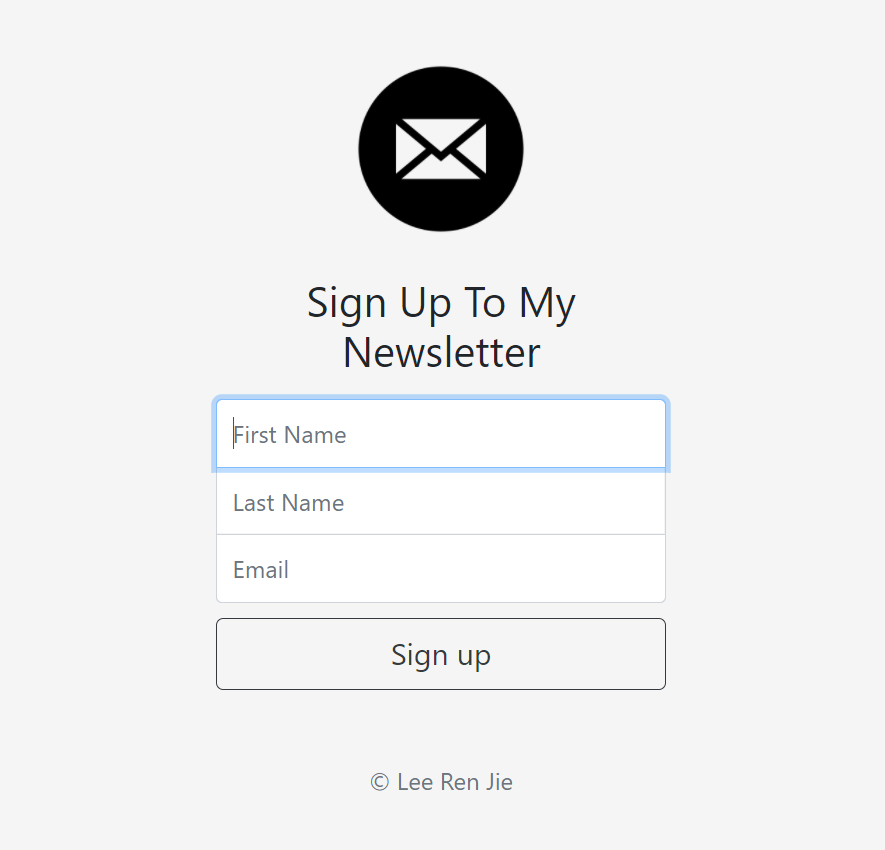 Sign Up To My
Newsletter
First Name
Last Name
Email
Sign up
© Lee Ren Jie